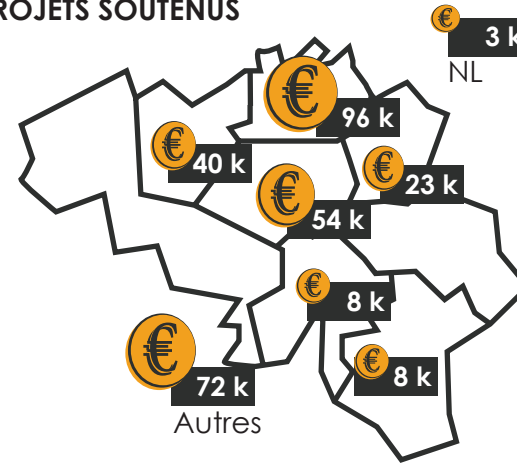 ROJETS SOUTENUS
€ 3 k
NL
€ 96 k
€ 40 k
€ 23 k
€ 54 k
€ 8 k
€ 8 k
€ 72 k
Autres